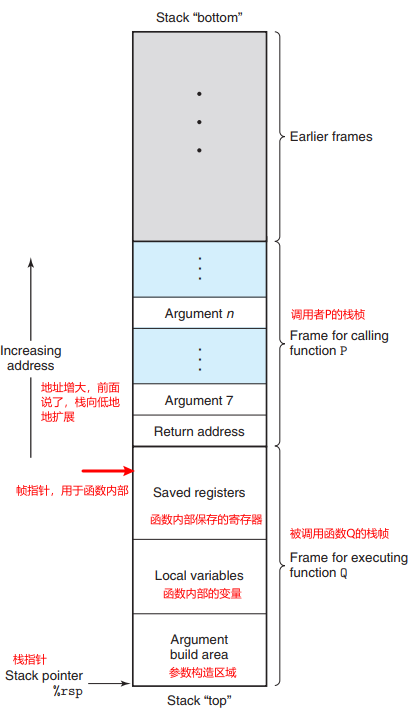 Stack “bottom”
Earlier frames
Argument n
调用者P的栈桢
Frame for calling
function P
Increasing
address
地址增大，前面
说了，栈向低地
地扩展
Argument 7
Return address
帧指针，用于函数内部
Saved registers
函数内部保存的寄存器
被调用函数Q的栈帧
Frame for executing
function Q
Local variables
函数内部的变量
Argument
build area
参数构造区域
栈指针
Stack pointer
%rsp
Stack “top”